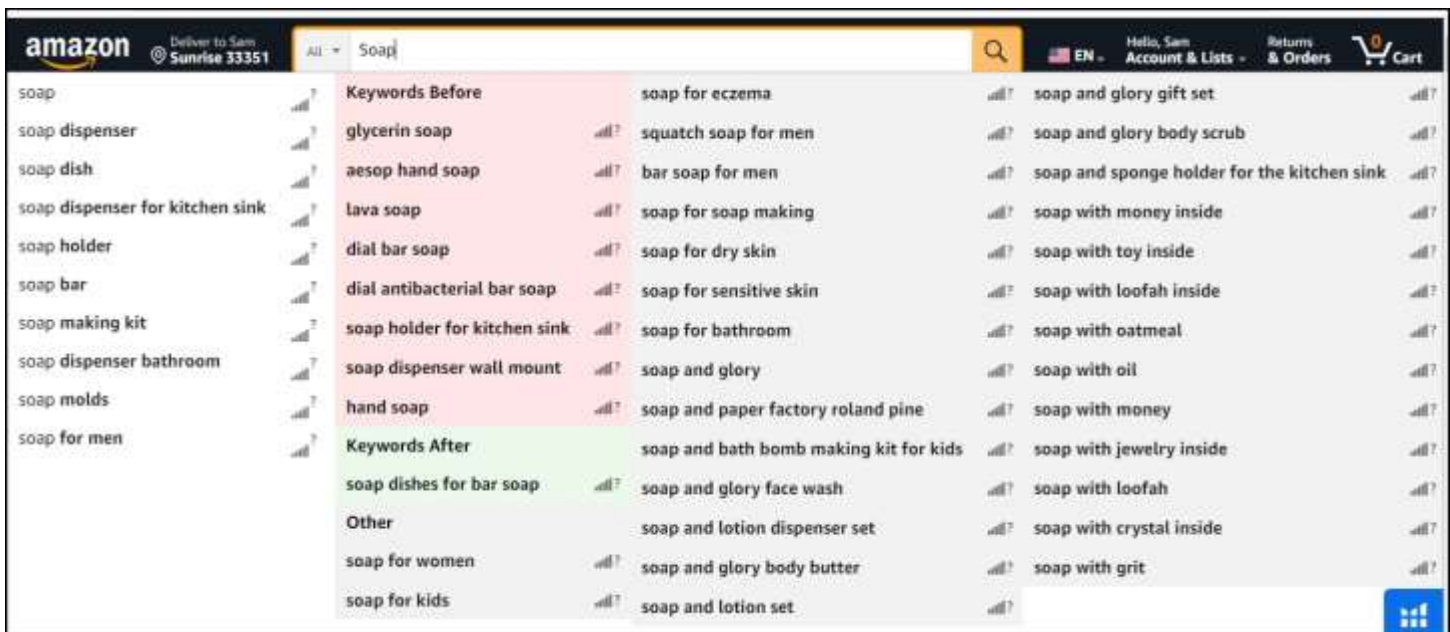 amazon
Deliver to Sam
Sunrise 33351
All
Soap
EN
Hello, Sam
Account & Lists
Returns
& Orders
0
Cart
soap
soap dispenser
soap dish
soap dispenser for kitchen sink
soap holder
soap bar
soap making kit
soap dispenser bathroom
soap molds
soap for men
Keywords Before
glycerin soap
aesop hand soap
lava soap
dial bar soap
dial antibacterial bar soap
soap holder for kitchen sink
soap dispenser wall mount
hand soap
Keywords After
soap dishes for bar soap
Other
soap for women
soap for kids
soap for eczema
squatch soap for men
bar soap for men
soap for soap making
soap for dry skin
soap for sensitive skin
soap for bathroom
soap and glory
soap and paper factory roland pine
soap and bath bomb making kit for kids
soap and glory face wash
soap and lotion dispenser set
soap and glory body butter
soap and lotion set
soap and glory gift set
soap and glory body scrub
soap and sponge holder for the kitchen sink
soap with money inside
soap with toy inside
soap with loofah inside
soap with oatmeal
soap with oil
soap with money
soap with jewelry inside
soap with loofah
soap with crystal inside
soap with grit